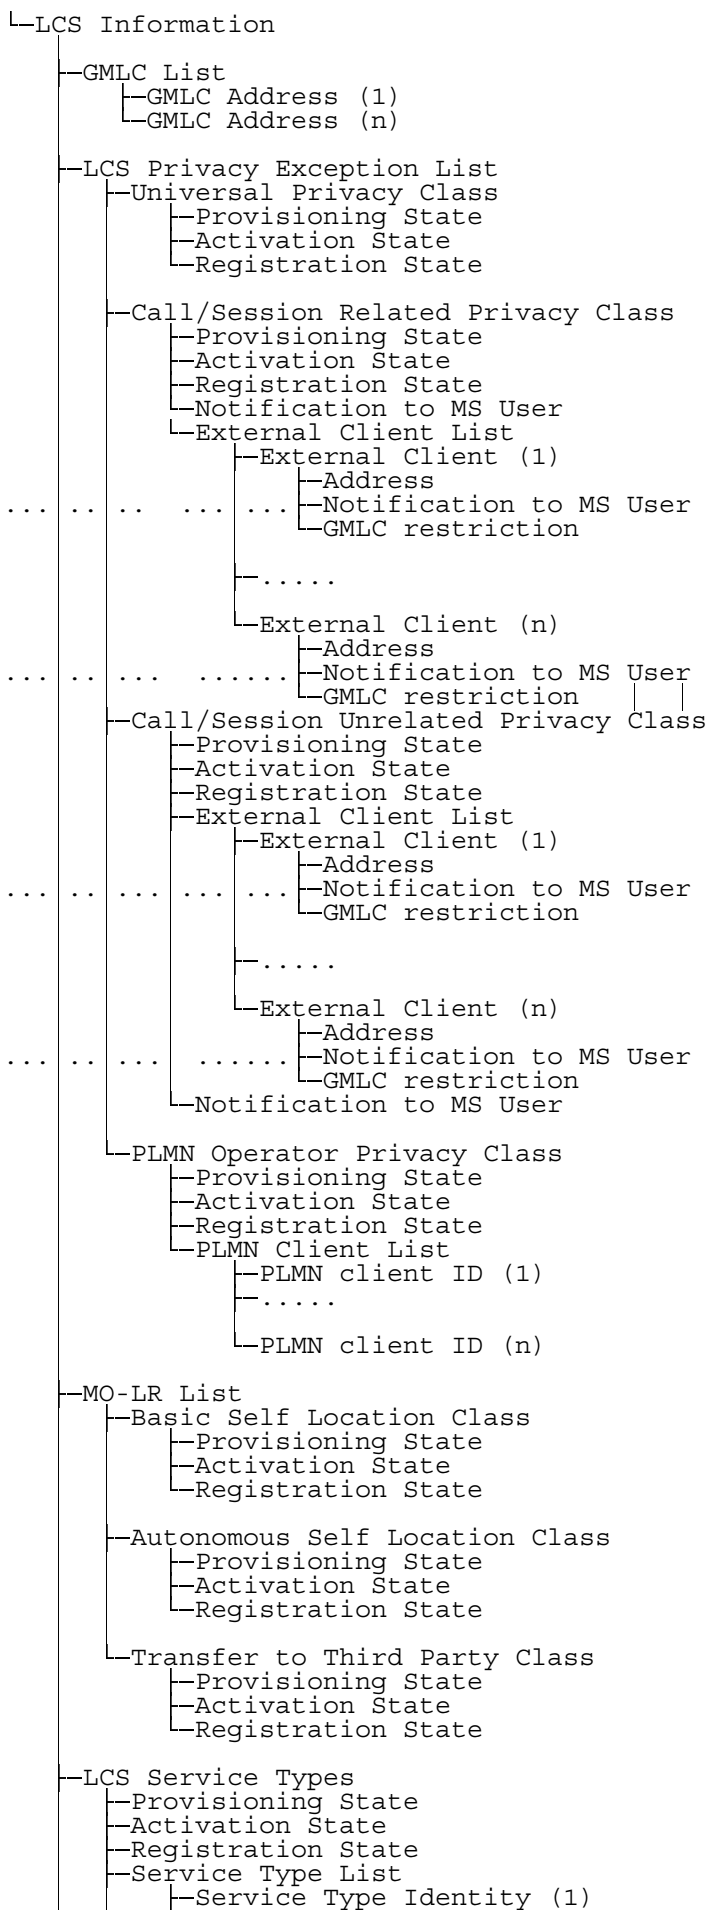 LCS Information
GMLC List
GMLC Address (1)
GMLC Address (n)
LCS Privacy Exception List
Universal Privacy Class
Provisioning State
Activation State
Registration State
Call/Session Related Privacy Class
Provisioning State
Activation State
Registration State
Notification to MS User
External Client List
External Client (1)
Address
... .. .. ... ... Notification to MS User
GMLC restriction
.....
External Client (n)
Address
... .. ... ...... Notification to MS User
GMLC restriction
Call/Session Unrelated Privacy Class
Provisioning State
Activation State
Registration State
External Client List
External Client (1)
Address
... .. ... ... ... Notification to MS User
GMLC restriction
.....
External Client (n)
Address
... .. ... ...... Notification to MS User
GMLC restriction
Notification to MS User
PLMN Operator Privacy Class
Provisioning State
Activation State
Registration State
PLMN Client List
PLMN client ID (1)
.....
PLMN client ID (n)
MO-LR List
Basic Self Location Class
Provisioning State
Activation State
Registration State
Autonomous Self Location Class
Provisioning State
Activation State
Registration State
Transfer to Third Party Class
Provisioning State
Activation State
Registration State
LCS Service Types
Provisioning State
Activation State
Registration State
Service Type List
Service Type Identity (1)